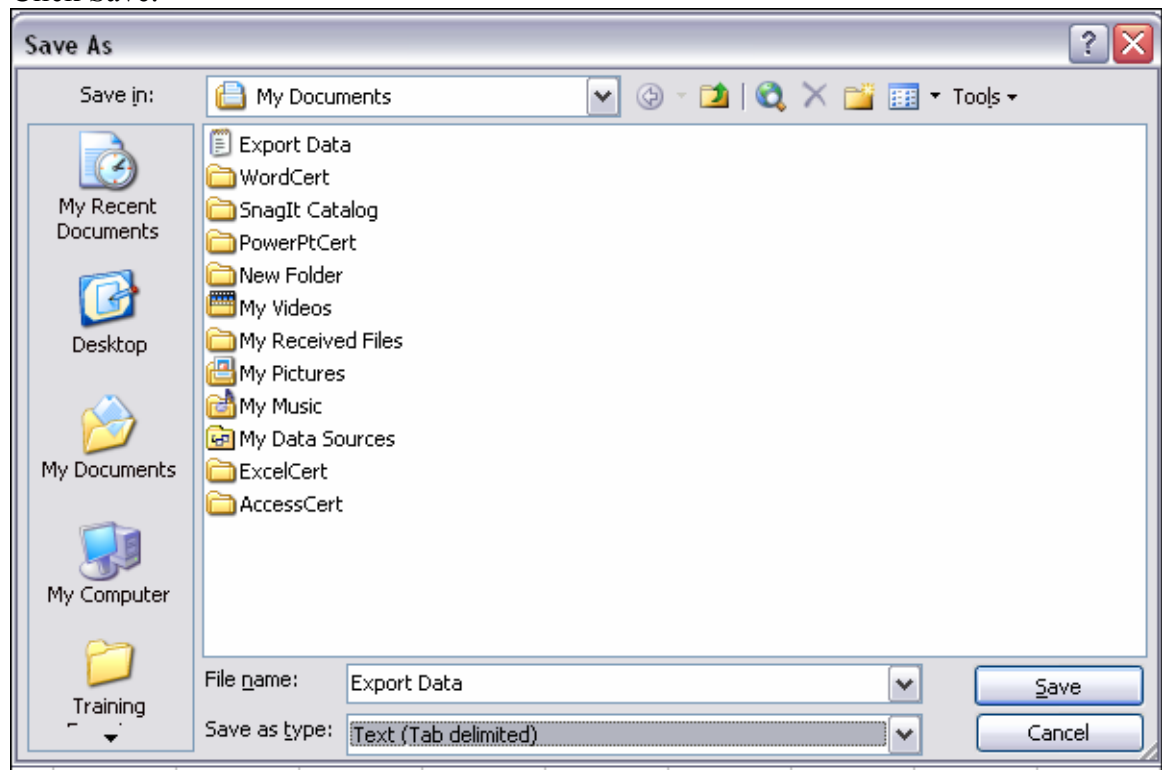 Click Save.
Save As
Save in:
My Documents
Tools
Export Data
WordCert
SnagIt Catalog
PowerPtCert
New Folder
My Videos
My Received Files
My Pictures
My Music
My Data Sources
ExcelCert
AccessCert
My Recent
Documents
Desktop
My Documents
My Computer
Training
File name:
Export Data
Save
Save as type:
Text (Tab delimited)
Cancel